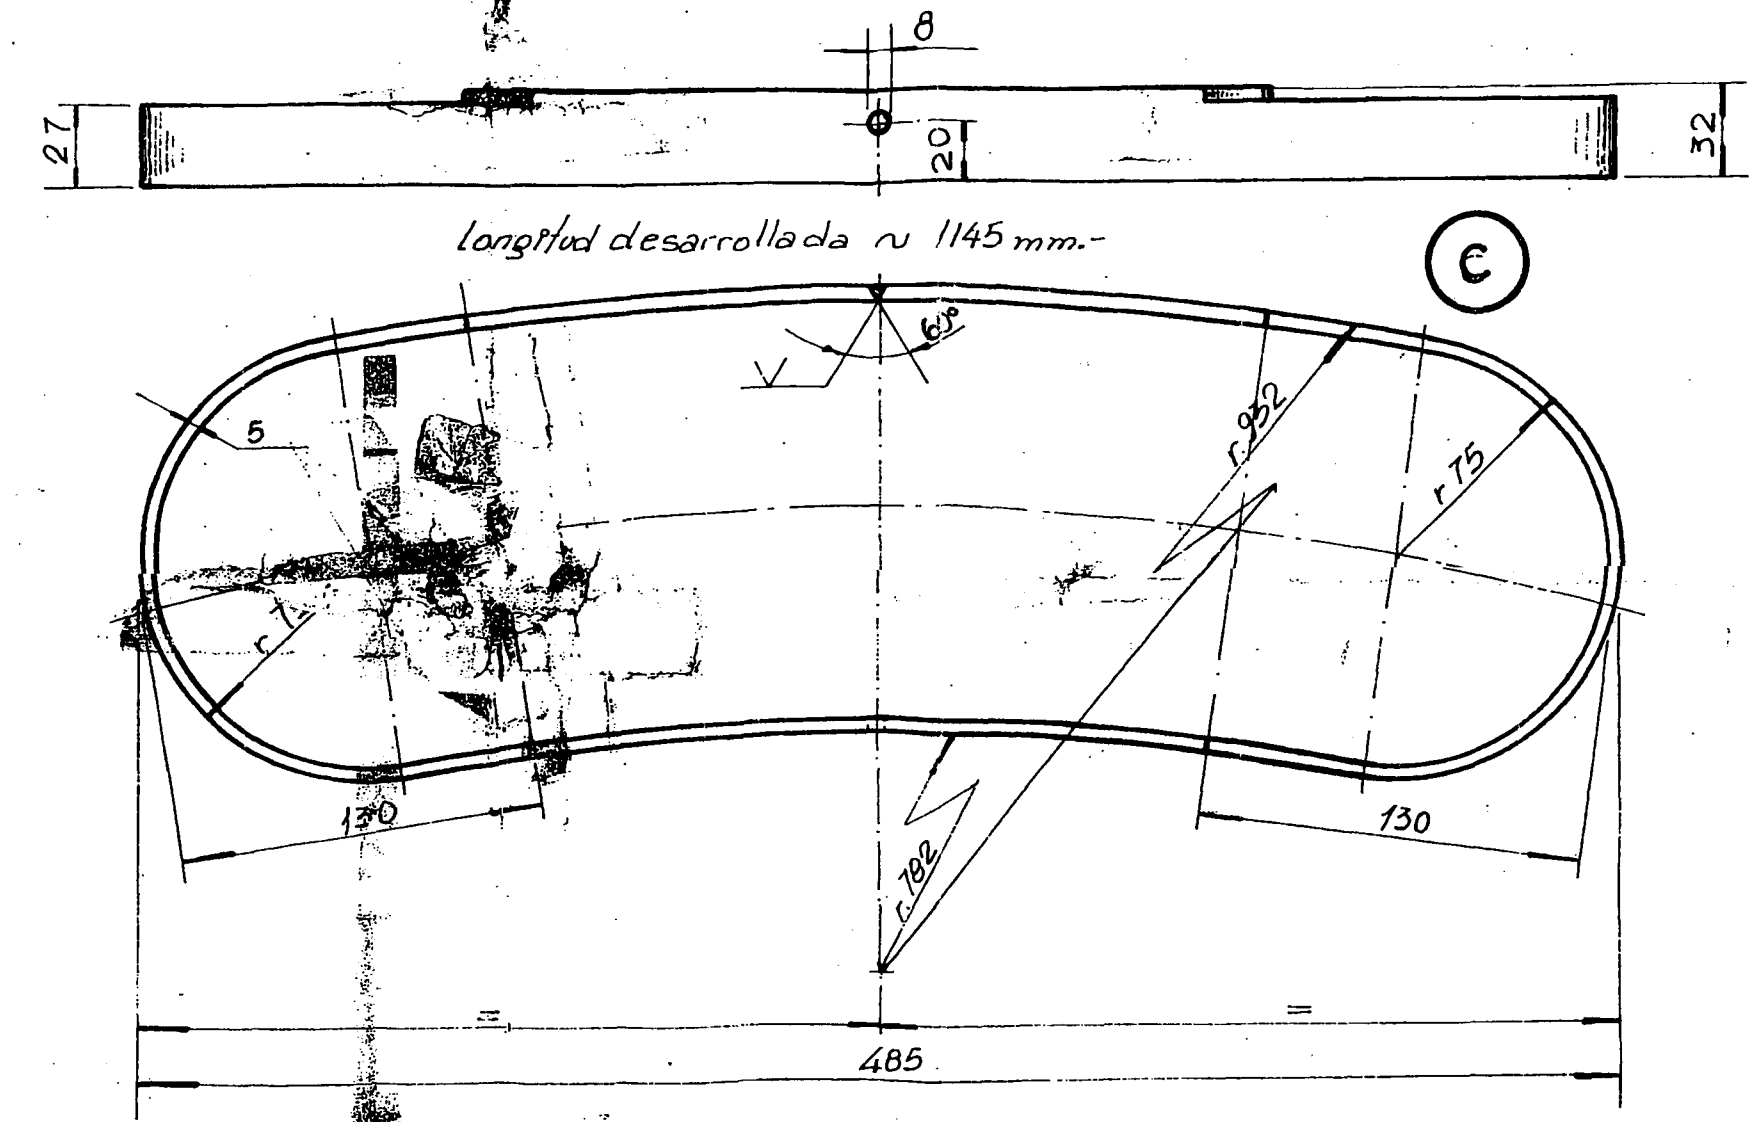 8
27
20
32
longitud desarrollada ~ 1145 mm.-
C
60°
5
r. 932
r 75
r. 782
130
130
=
=
485